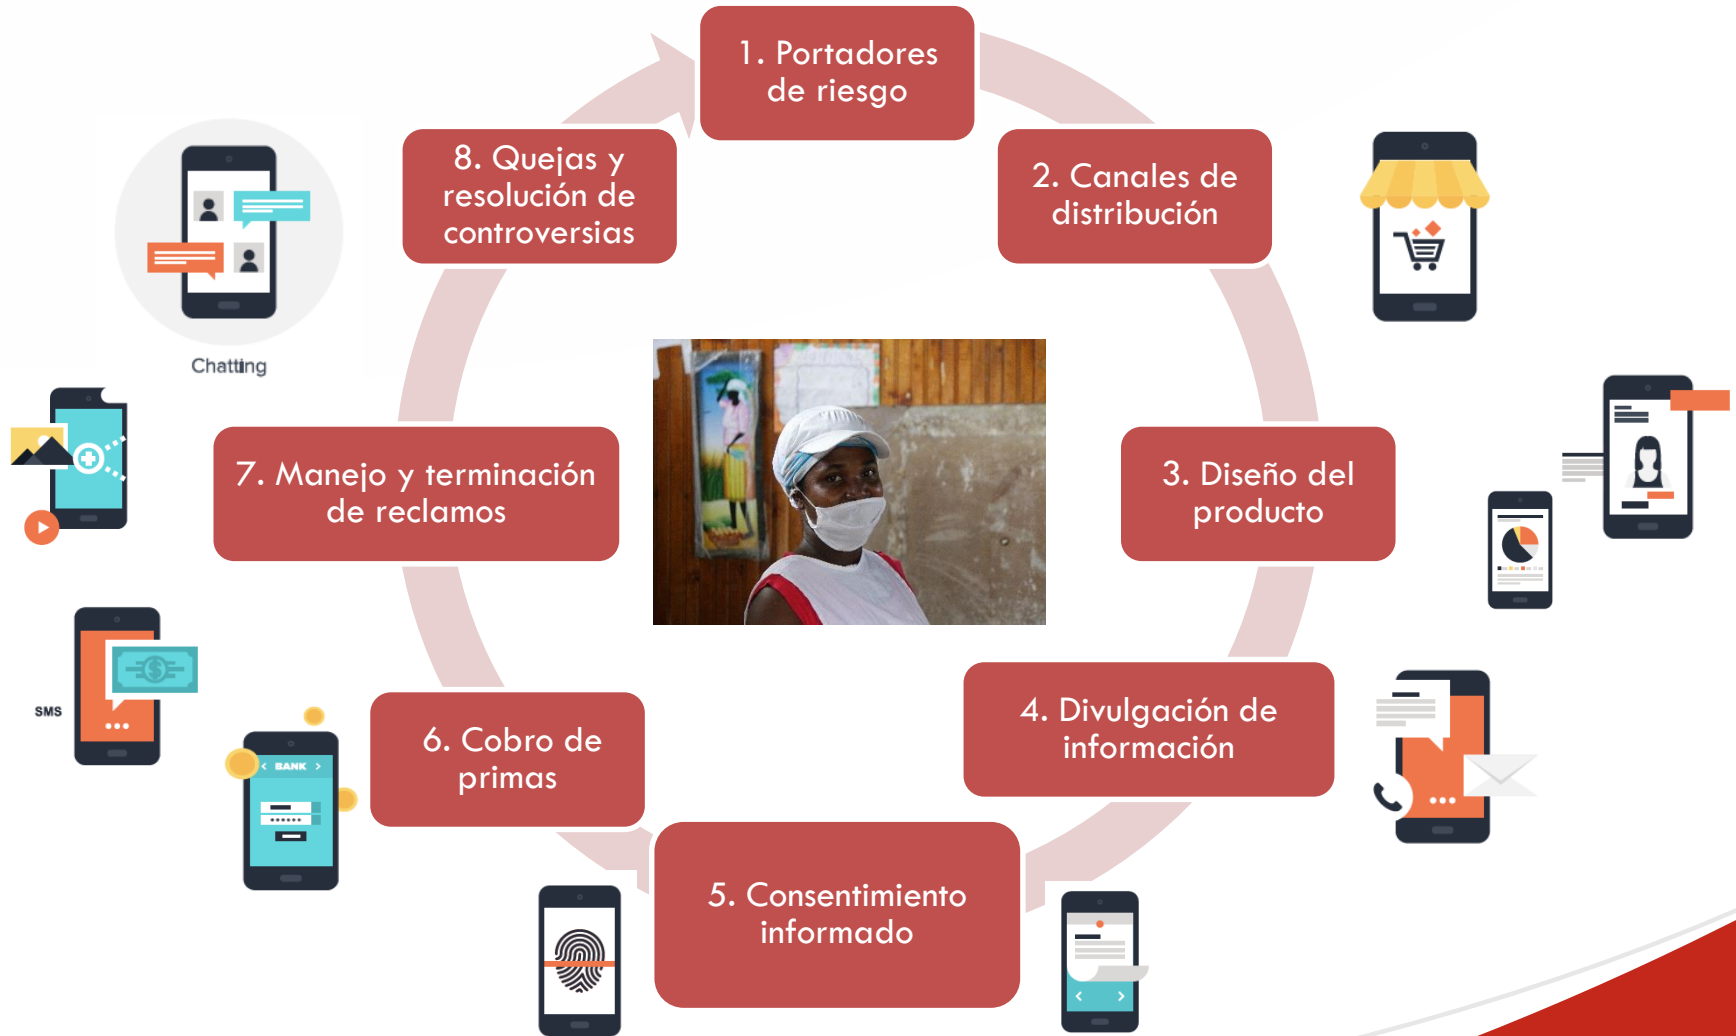 1. Portadores
de riesgo
2. Canales de
distribución
3. Diseño del
producto
4. Divulgación de
información
5. Consentimiento
informado
6. Cobro de
primas
7. Manejo y terminación
de reclamos
8. Quejas y
resolución de
controversias
Chatting
SMS
< BANK >